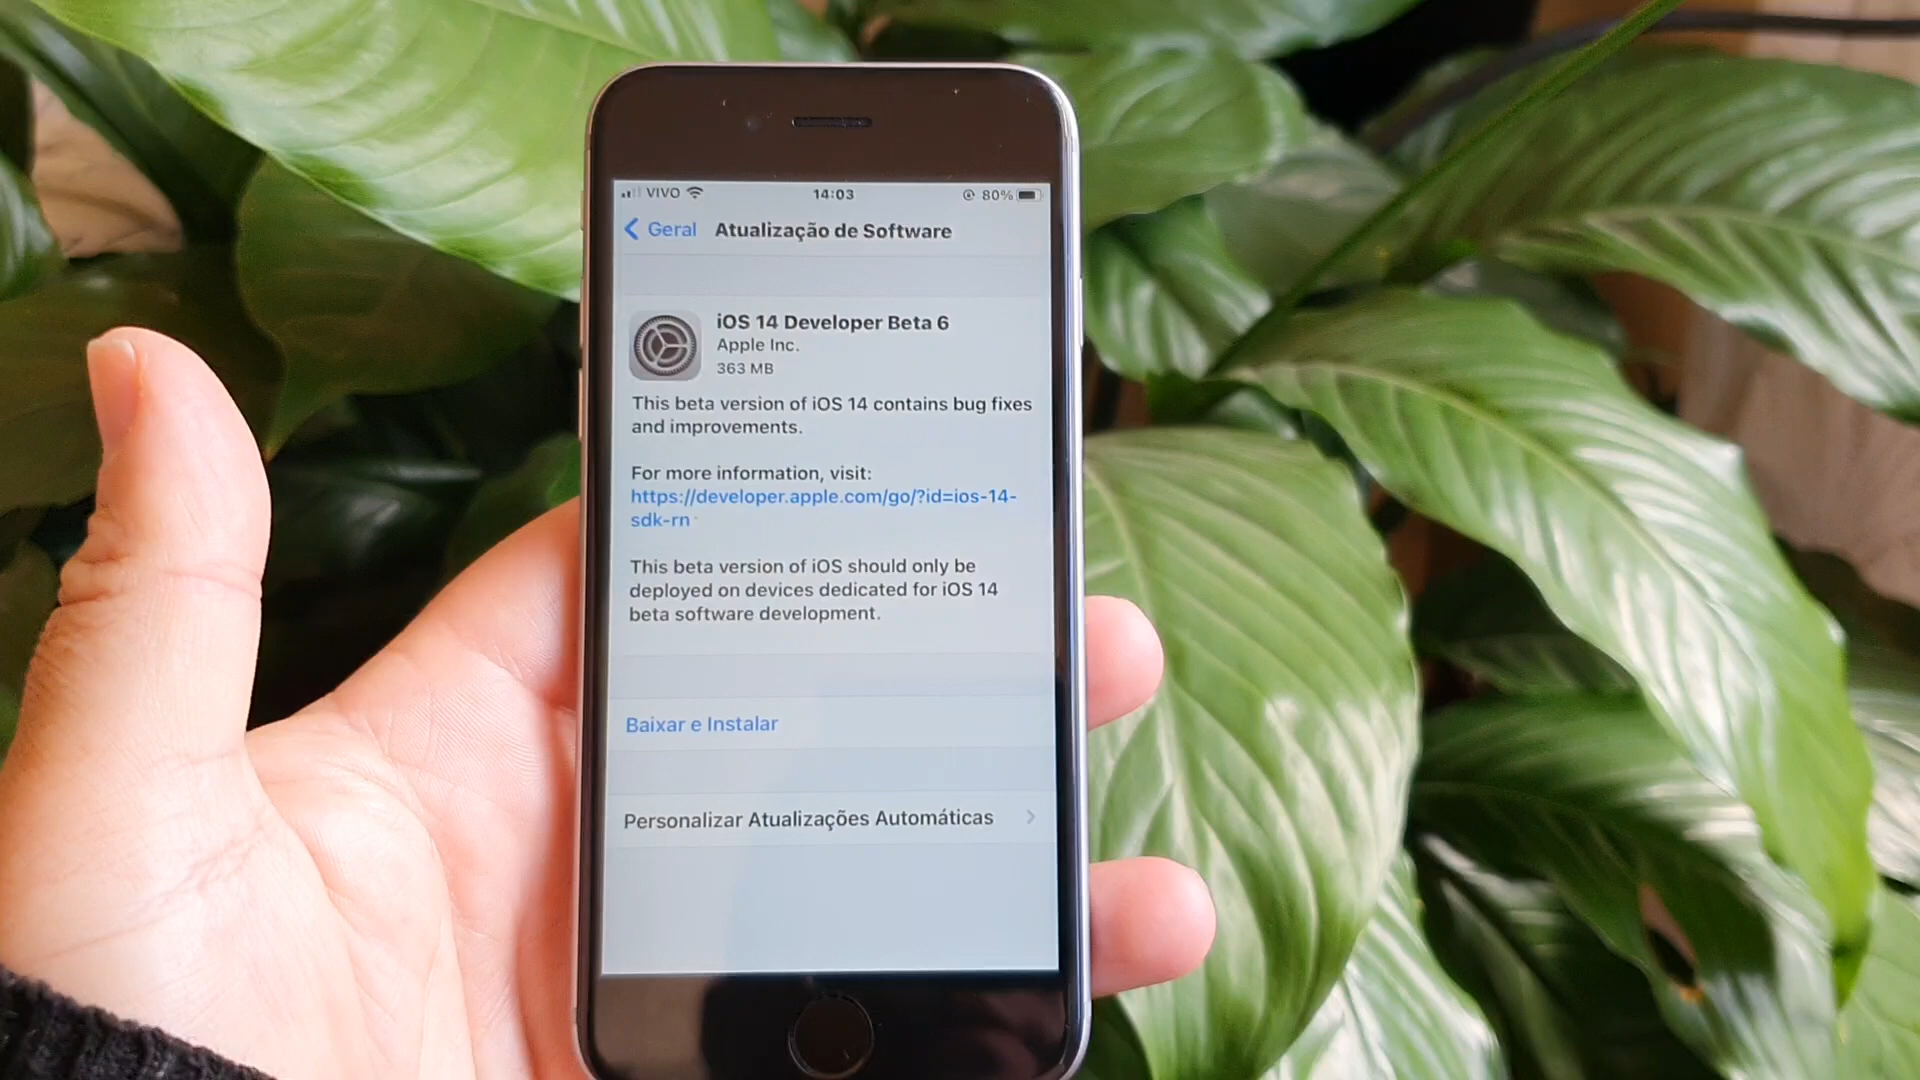 VIVO 14:03 80%
Geral Atualização de Software
iOS 14 Developer Beta 6
Apple Inc.
363 MB
This beta version of iOS 14 contains bug fixes
and improvements.
For more information, visit:
https://developer.apple.com/go/?id=ios-14-
sdk-rn
This beta version of iOS should only be
deployed on devices dedicated for iOS 14
beta software development.
Baixar e Instalar
Personalizar Atualizações Automáticas